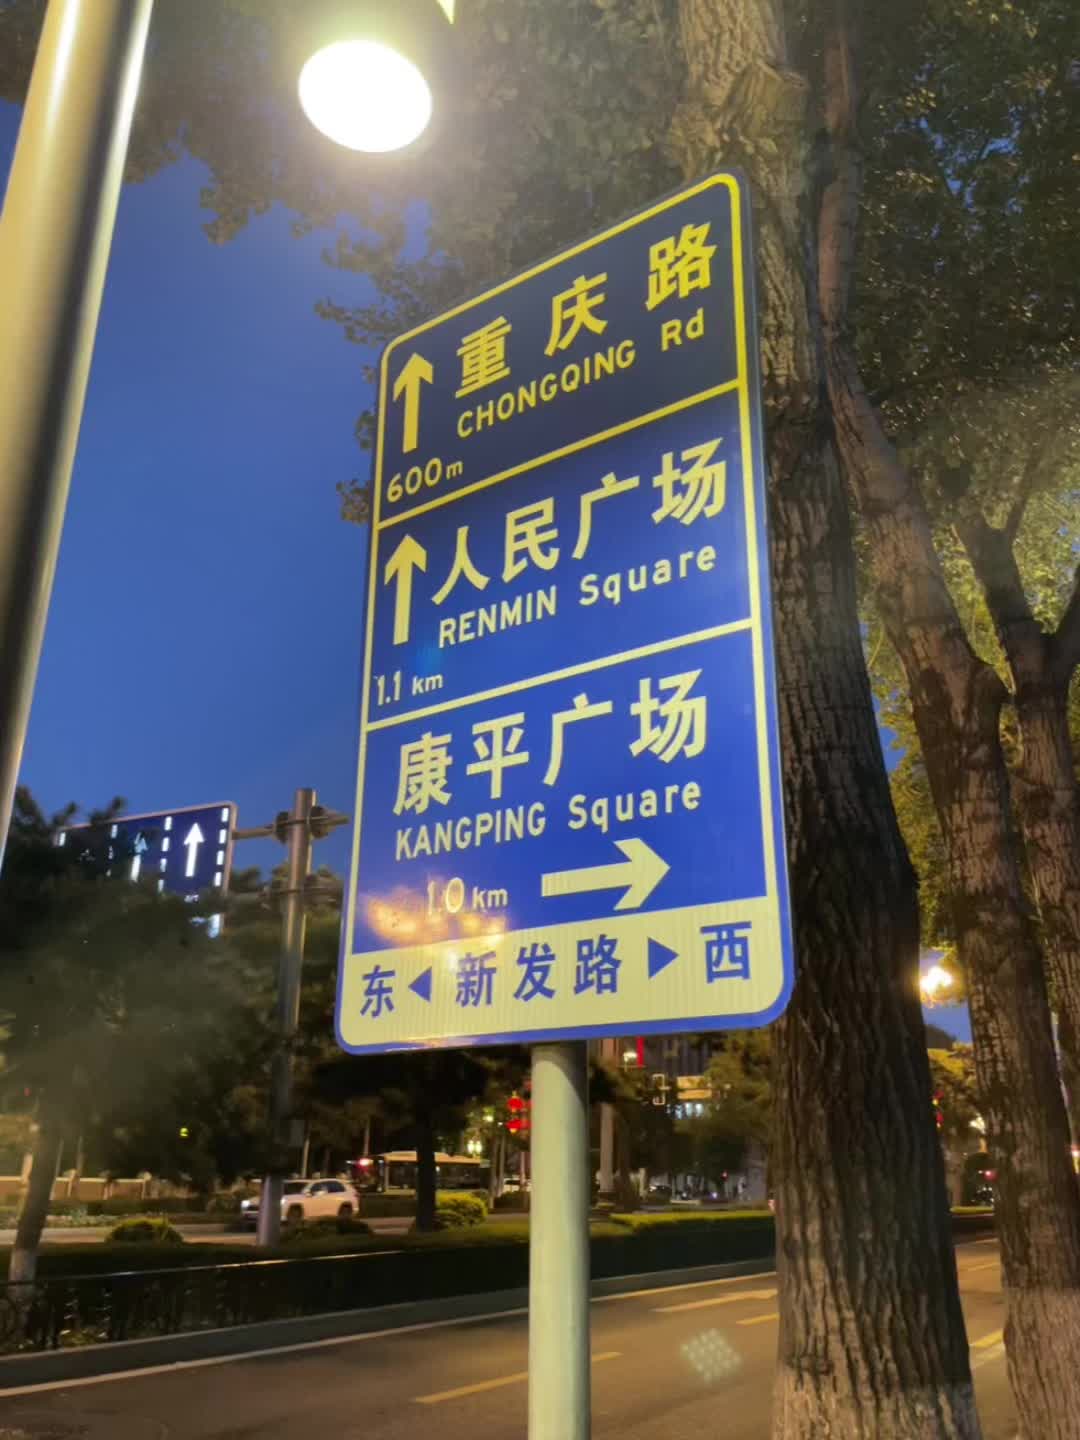 重庆路
CHONGQING Rd
600m
人民广场
RENMIN Square
1.1 km
康平广场
KANGPING Square
1.0 km
东 新发路 西